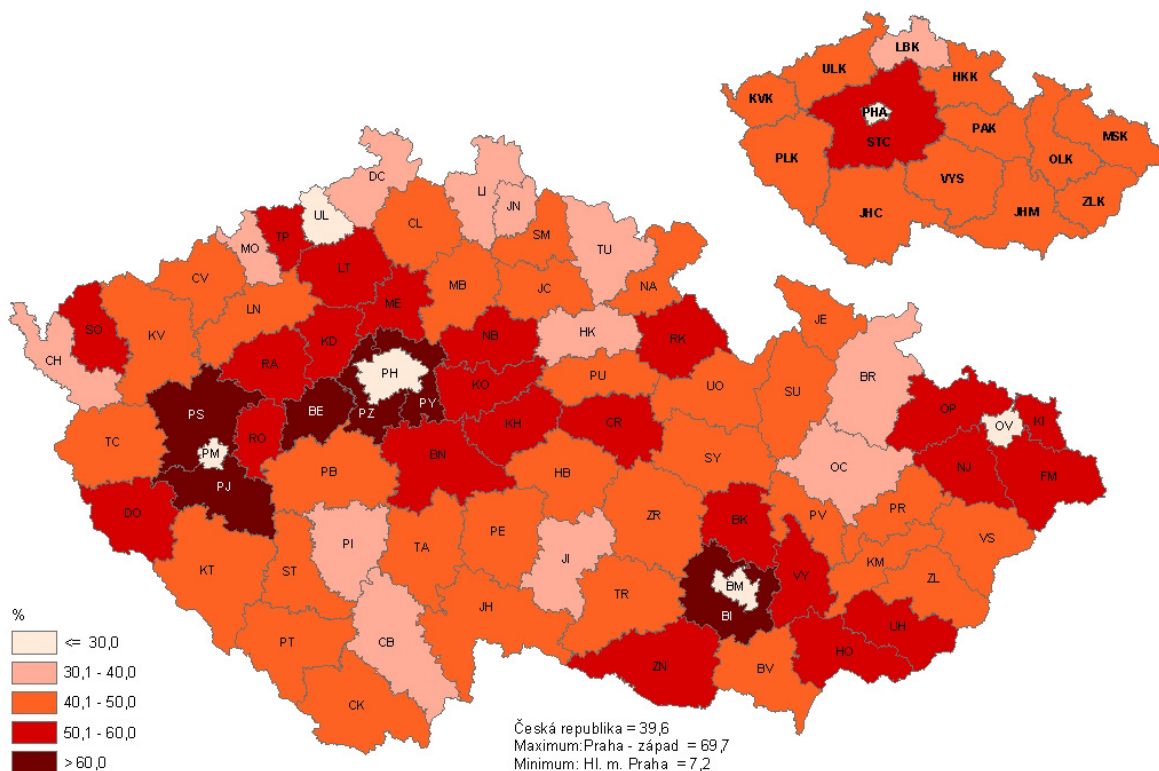 LBK
ULK
HKK
KVK
PHA
PAK
MSK
STC
PLK
OLK
VYS
ZLK
JHC
JHM
DC
LI
JN
UL
CL
SM
TP
MO
TU
LT
CV
MB
JC
NA
ME
LN
SO
KV
JE
KD
NB
HK
RK
CH
RA
PH
BR
KO
PU
UO
SU
PS
BE
PZ
PY
OP
KI
KH
CR
OV
TC
RO
PM
BN
SY
PB
HB
OC
NJ
FM
PJ
DO
ZR
BK
PV
PR
PE
VS
PI
TA
JI
KT
ST
KM
VY
ZL
BM
TR
JH
BI
UH
PT
CB
HO
ZN
BV
CK
%
<= 30,0
30,1 - 40,0
40,1 - 50,0
50,1 - 60,0
> 60,0
Česká republika = 39,6
Maximum:Praha - západ = 69,7
Minimum: Hl. m. Praha = 7,2